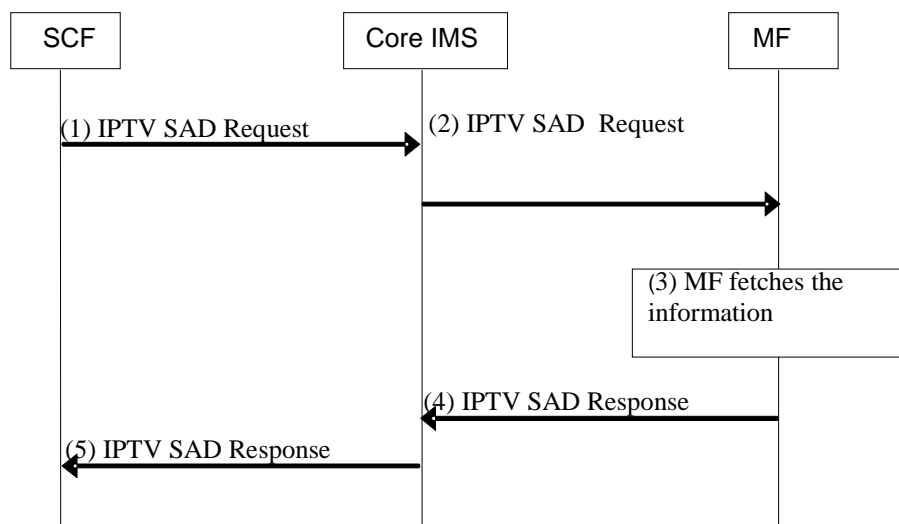 SCF
Core IMS
MF
(1) IPTV SAD Request
(2) IPTV SAD  Request
(3) MF fetches the
information
(4) IPTV SAD Response
(5) IPTV SAD Response